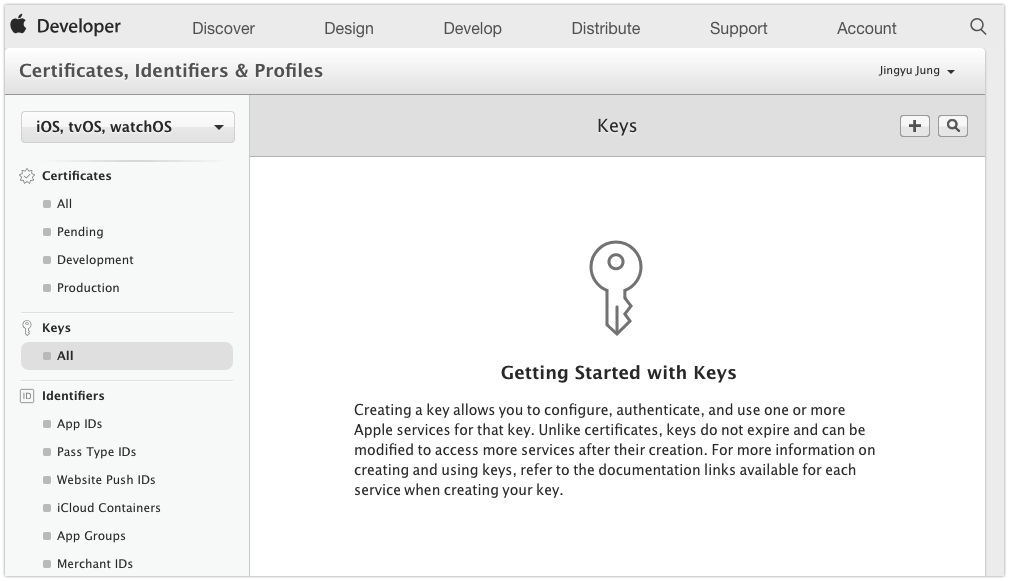 Developer Discover Design Develop Distribute Support Account
Certificates, Identifiers & Profiles Jingyu Jung
iOS, tvOS, watchOS
Keys
Certificates
All
Pending
Development
Production
Keys
All
Identifiers
ID
App IDs
Pass Type IDs
Website Push IDs
iCloud Containers
App Groups
Merchant IDs
Getting Started with Keys
Creating a key allows you to configure, authenticate, and use one or more
Apple services for that key. Unlike certificates, keys do not expire and can be
modified to access more services after their creation. For more information on
creating and using keys, refer to the documentation links available for each
service when creating your key.